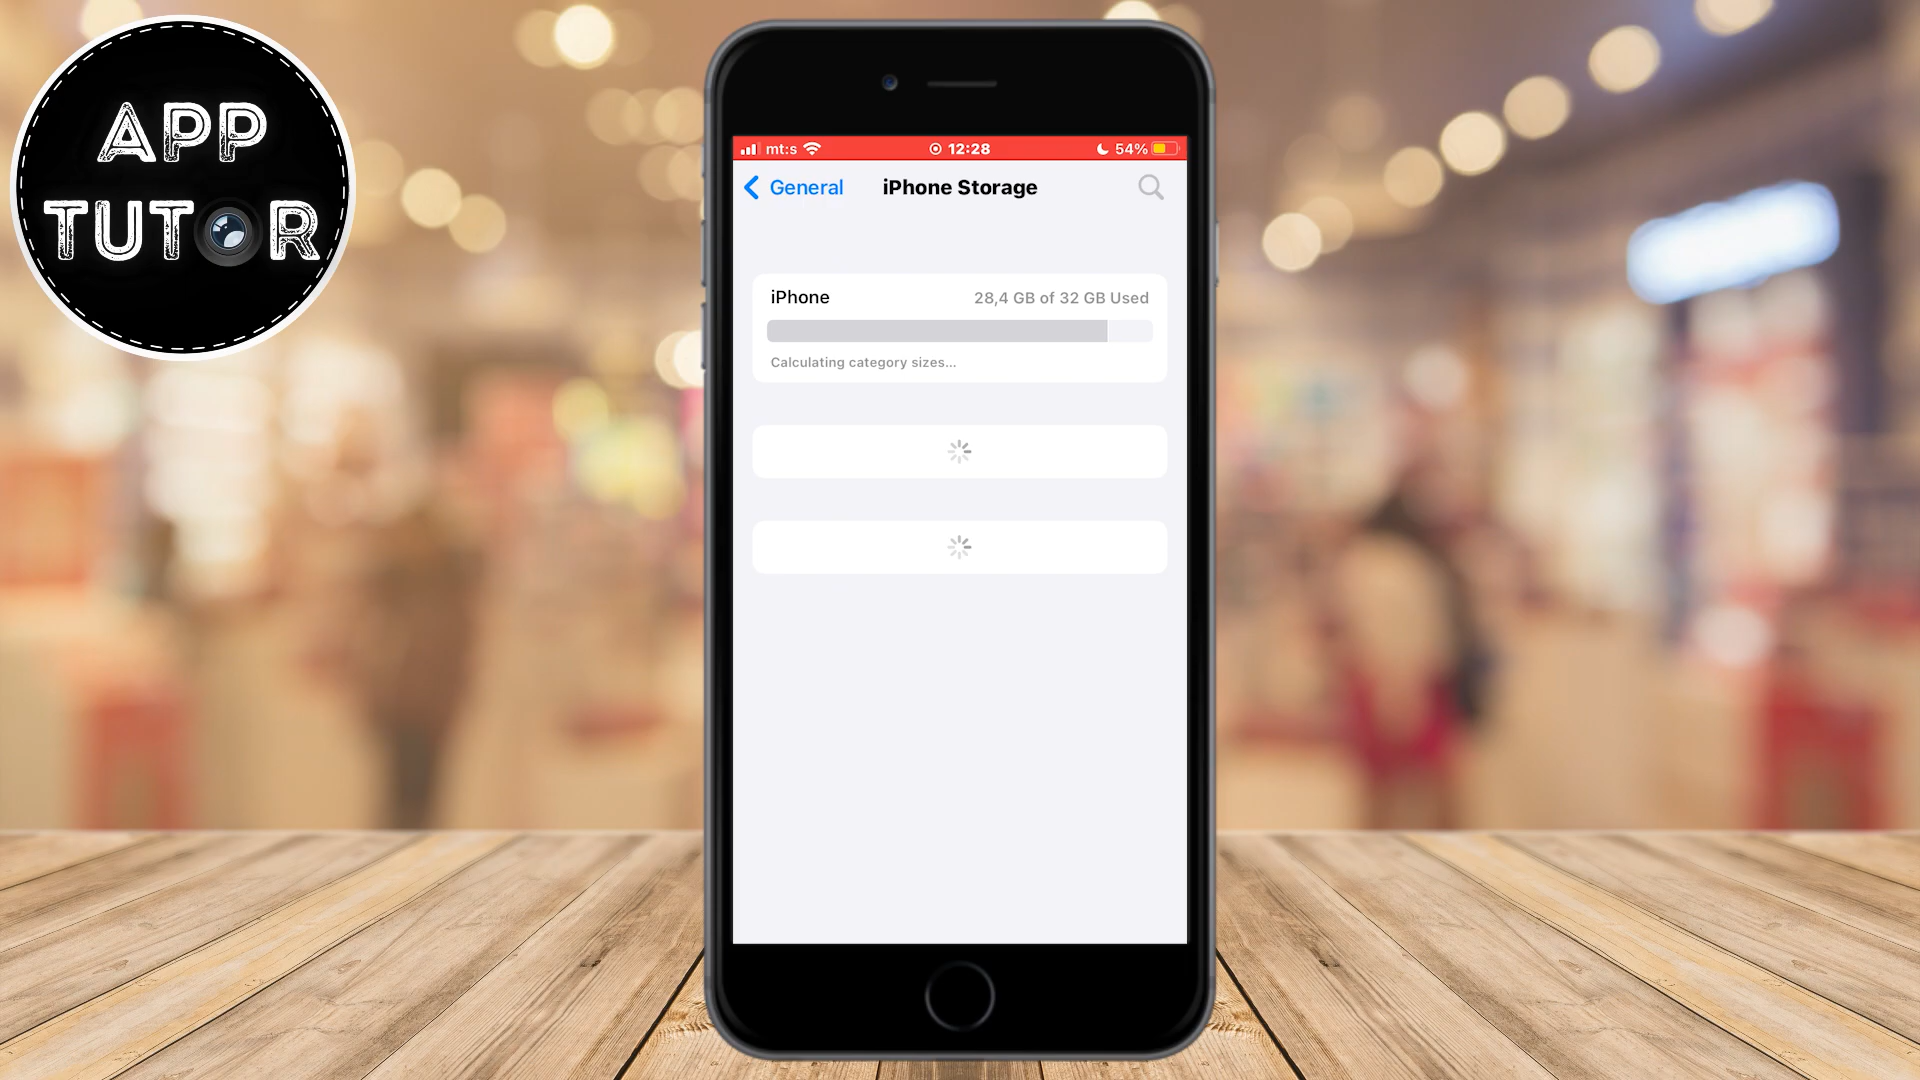 APP
TUTOR
mt:s 12:28 54%
General iPhone Storage
iPhone 28,4 GB of 32 GB Used
Calculating category sizes...